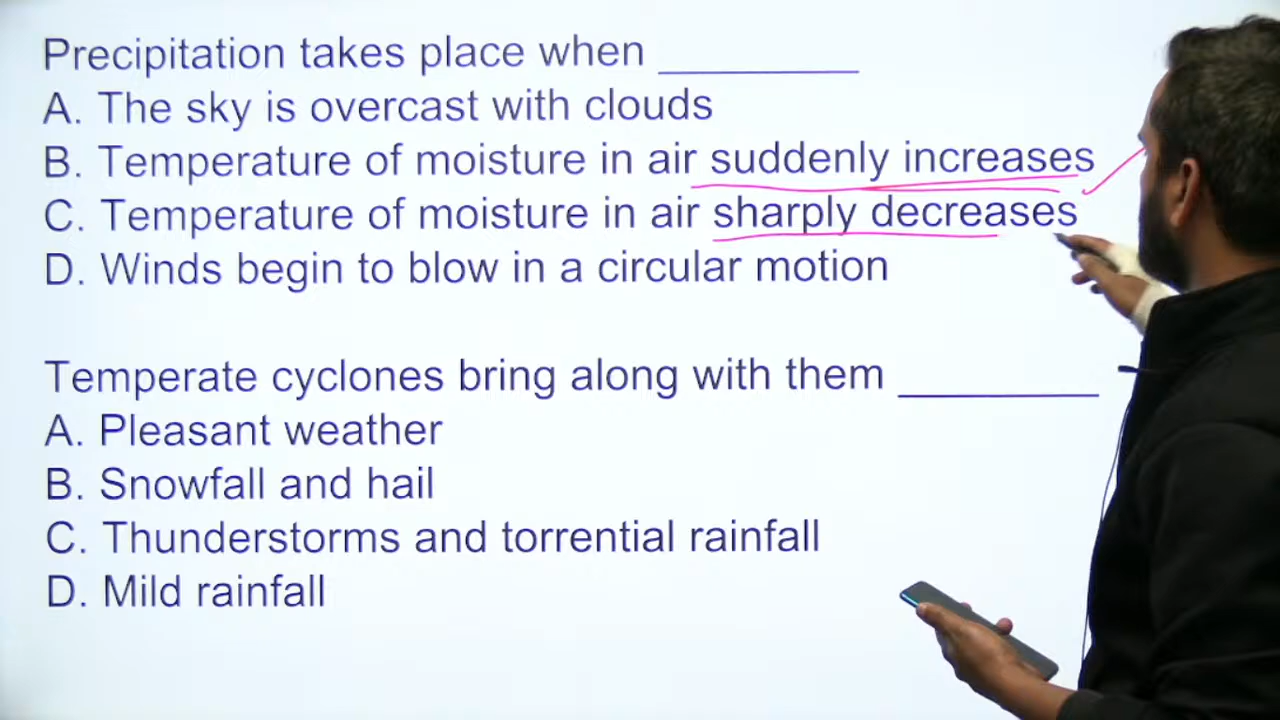 Precipitation takes place when __________
A. The sky is overcast with clouds
B. Temperature of moisture in air suddenly increases
C. Temperature of moisture in air sharply decreases
D. Winds begin to blow in a circular motion
Temperate cyclones bring along with them __________
A. Pleasant weather
B. Snowfall and hail
C. Thunderstorms and torrential rainfall
D. Mild rainfall